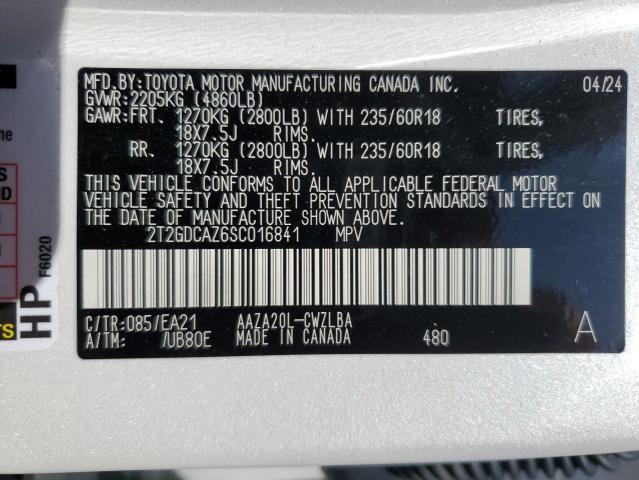 MFD.BY:TOYOTA MOTOR MANUFACTURING CANADA INC. 04/24
GVWR:2205KG (4860LB)
GAWR:FRT. 1270KG (2800LB) WITH 235/60R18 TIRES,
18X7.5J RIMS.
RR. 1270KG (2800LB) WITH 235/60R18 TIRES,
18X7.5J RIMS.
THIS VEHICLE CONFORMS TO ALL APPLICABLE FEDERAL MOTOR
VEHICLE SAFETY AND THEFT PREVENTION STANDARDS IN EFFECT ON
THE DATE OF MANUFACTURE SHOWN ABOVE.
2T2GDCAZ6SC016841 MPV
C/TR:085/EA21 AAZA20L-CWZLBA
A/TM: /UB80E MADE IN CANADA 480 A
HP F6020